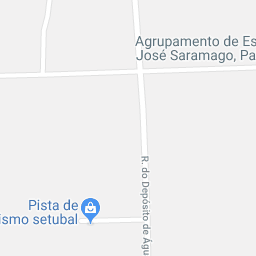 Agrupamento de Es
José Saramago, Pa
R. do Depósito de Águ
Pista de
ismo setubal